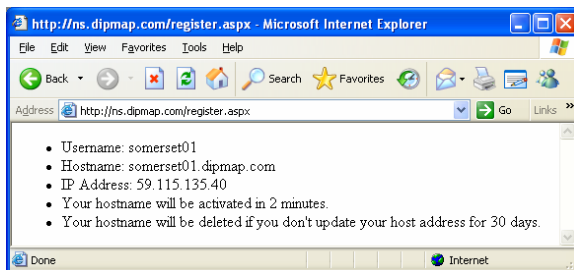 http://ns.dipmap.com/register.aspx - Microsoft Internet Explorer
File Edit View Favorites Tools Help
Back Search Favorites
Address http://ns.dipmap.com/register.aspx Go Links »
• Username: somerset01
• Hostname: somerset01.dipmap.com
• IP Address: 59.115.135.40
• Your hostname will be activated in 2 minutes.
• Your hostname will be deleted if you don't update your host address for 30 days.
Done Internet